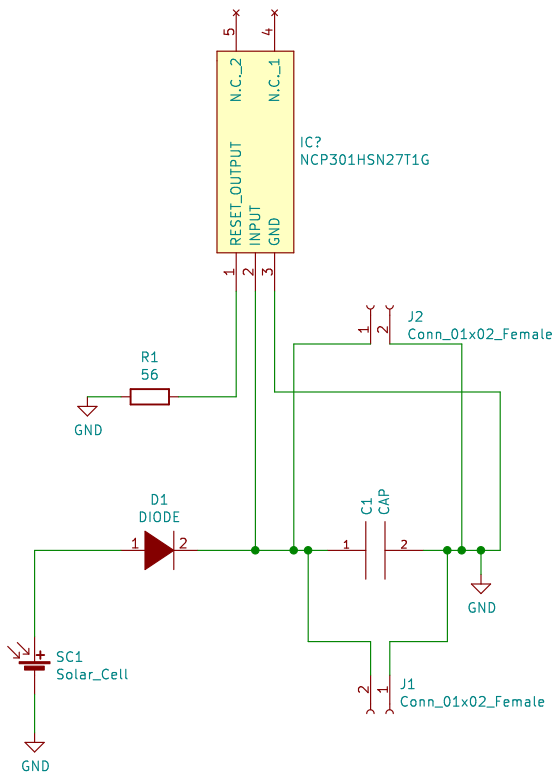 5
4
N.C._2
N.C._1
IC?
NCP301HSN27T1G
RESET_OUTPUT
INPUT
GND
1
2
3
J2
Conn_01x02_Female
1
2
R1
56
GND
C1
CAP
D1
DIODE
1
2
1
2
GND
SC1
Solar_Cell
+
J1
Conn_01x02_Female
2
1
GND